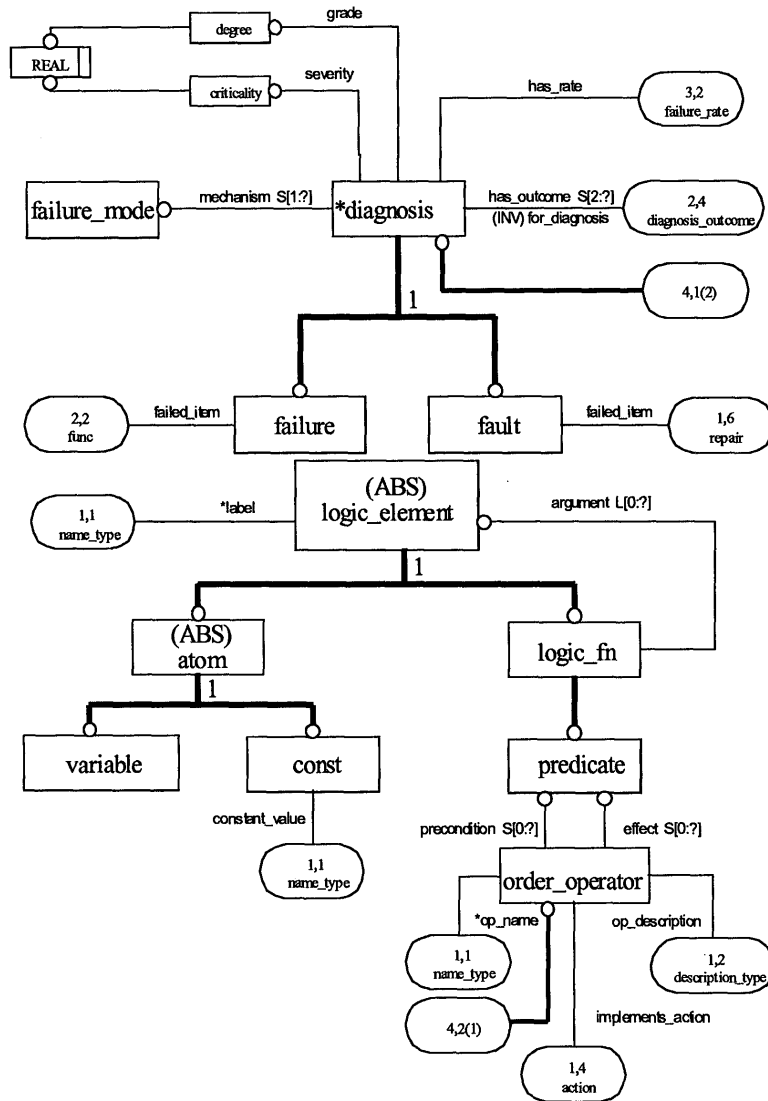 grade
degree
REAL
criticality
severity
has_rate
3,2
failure_rate
failure_mode
mechanism S[1:?]
*diagnosis
has_outcome S[2:?]
(INV) for_diagnosis
2,4
diagnosis_outcome
4,1(2)
1
2,2
func
failed_item
failure
fault
failed_item
1,6
repair
(ABS)
logic_element
1,1
name_type
*label
argument L[0:?]
1
(ABS)
atom
logic_fn
1
variable
const
predicate
constant_value
1,1
name_type
precondition S[0:?]
effect S[0:?]
order_operator
*op_name
op_description
1,1
name_type
1,2
description_type
4,2(1)
implements_action
1,4
action